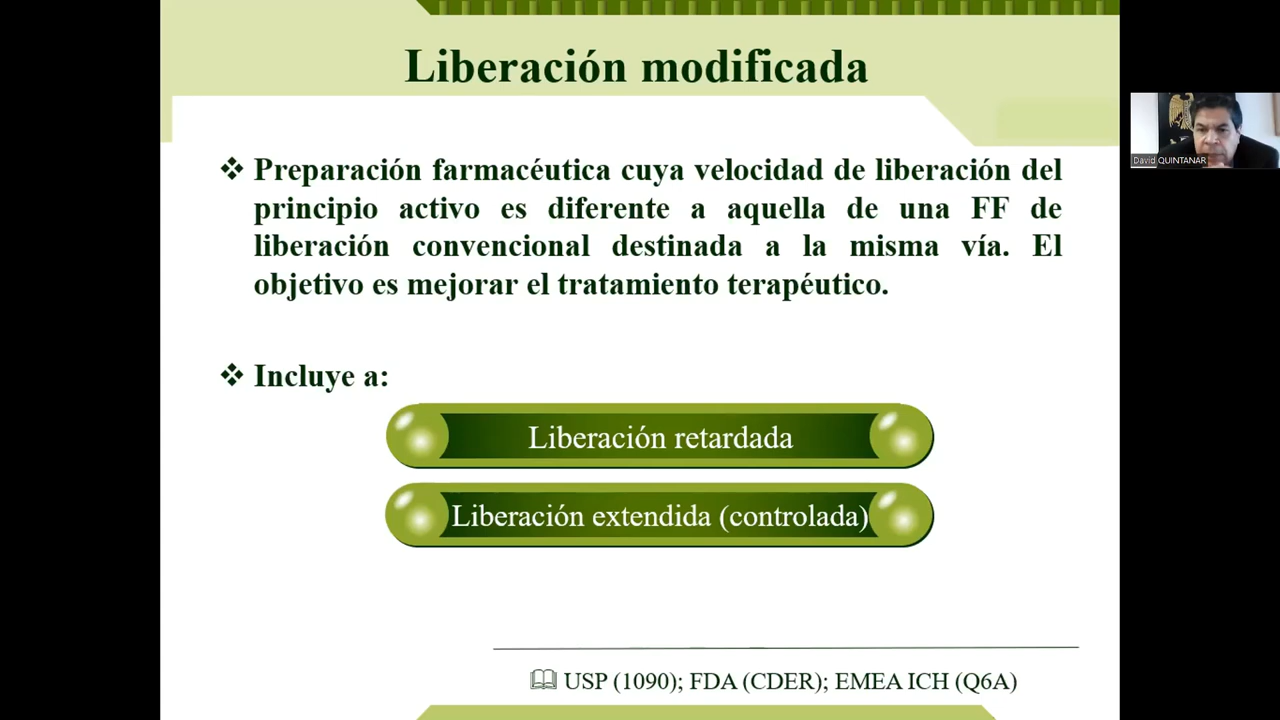 Liberación modificada
❖ Preparación farmacéutica cuya velocidad de liberación del
principio activo es diferente a aquella de una FF de
liberación convencional destinada a la misma vía. El
objetivo es mejorar el tratamiento terapéutico.
❖ Incluye a:
Liberación retardada
Liberación extendida (controlada)
USP (1090); FDA (CDER); EMEA ICH (Q6A)
David QUINTANAR